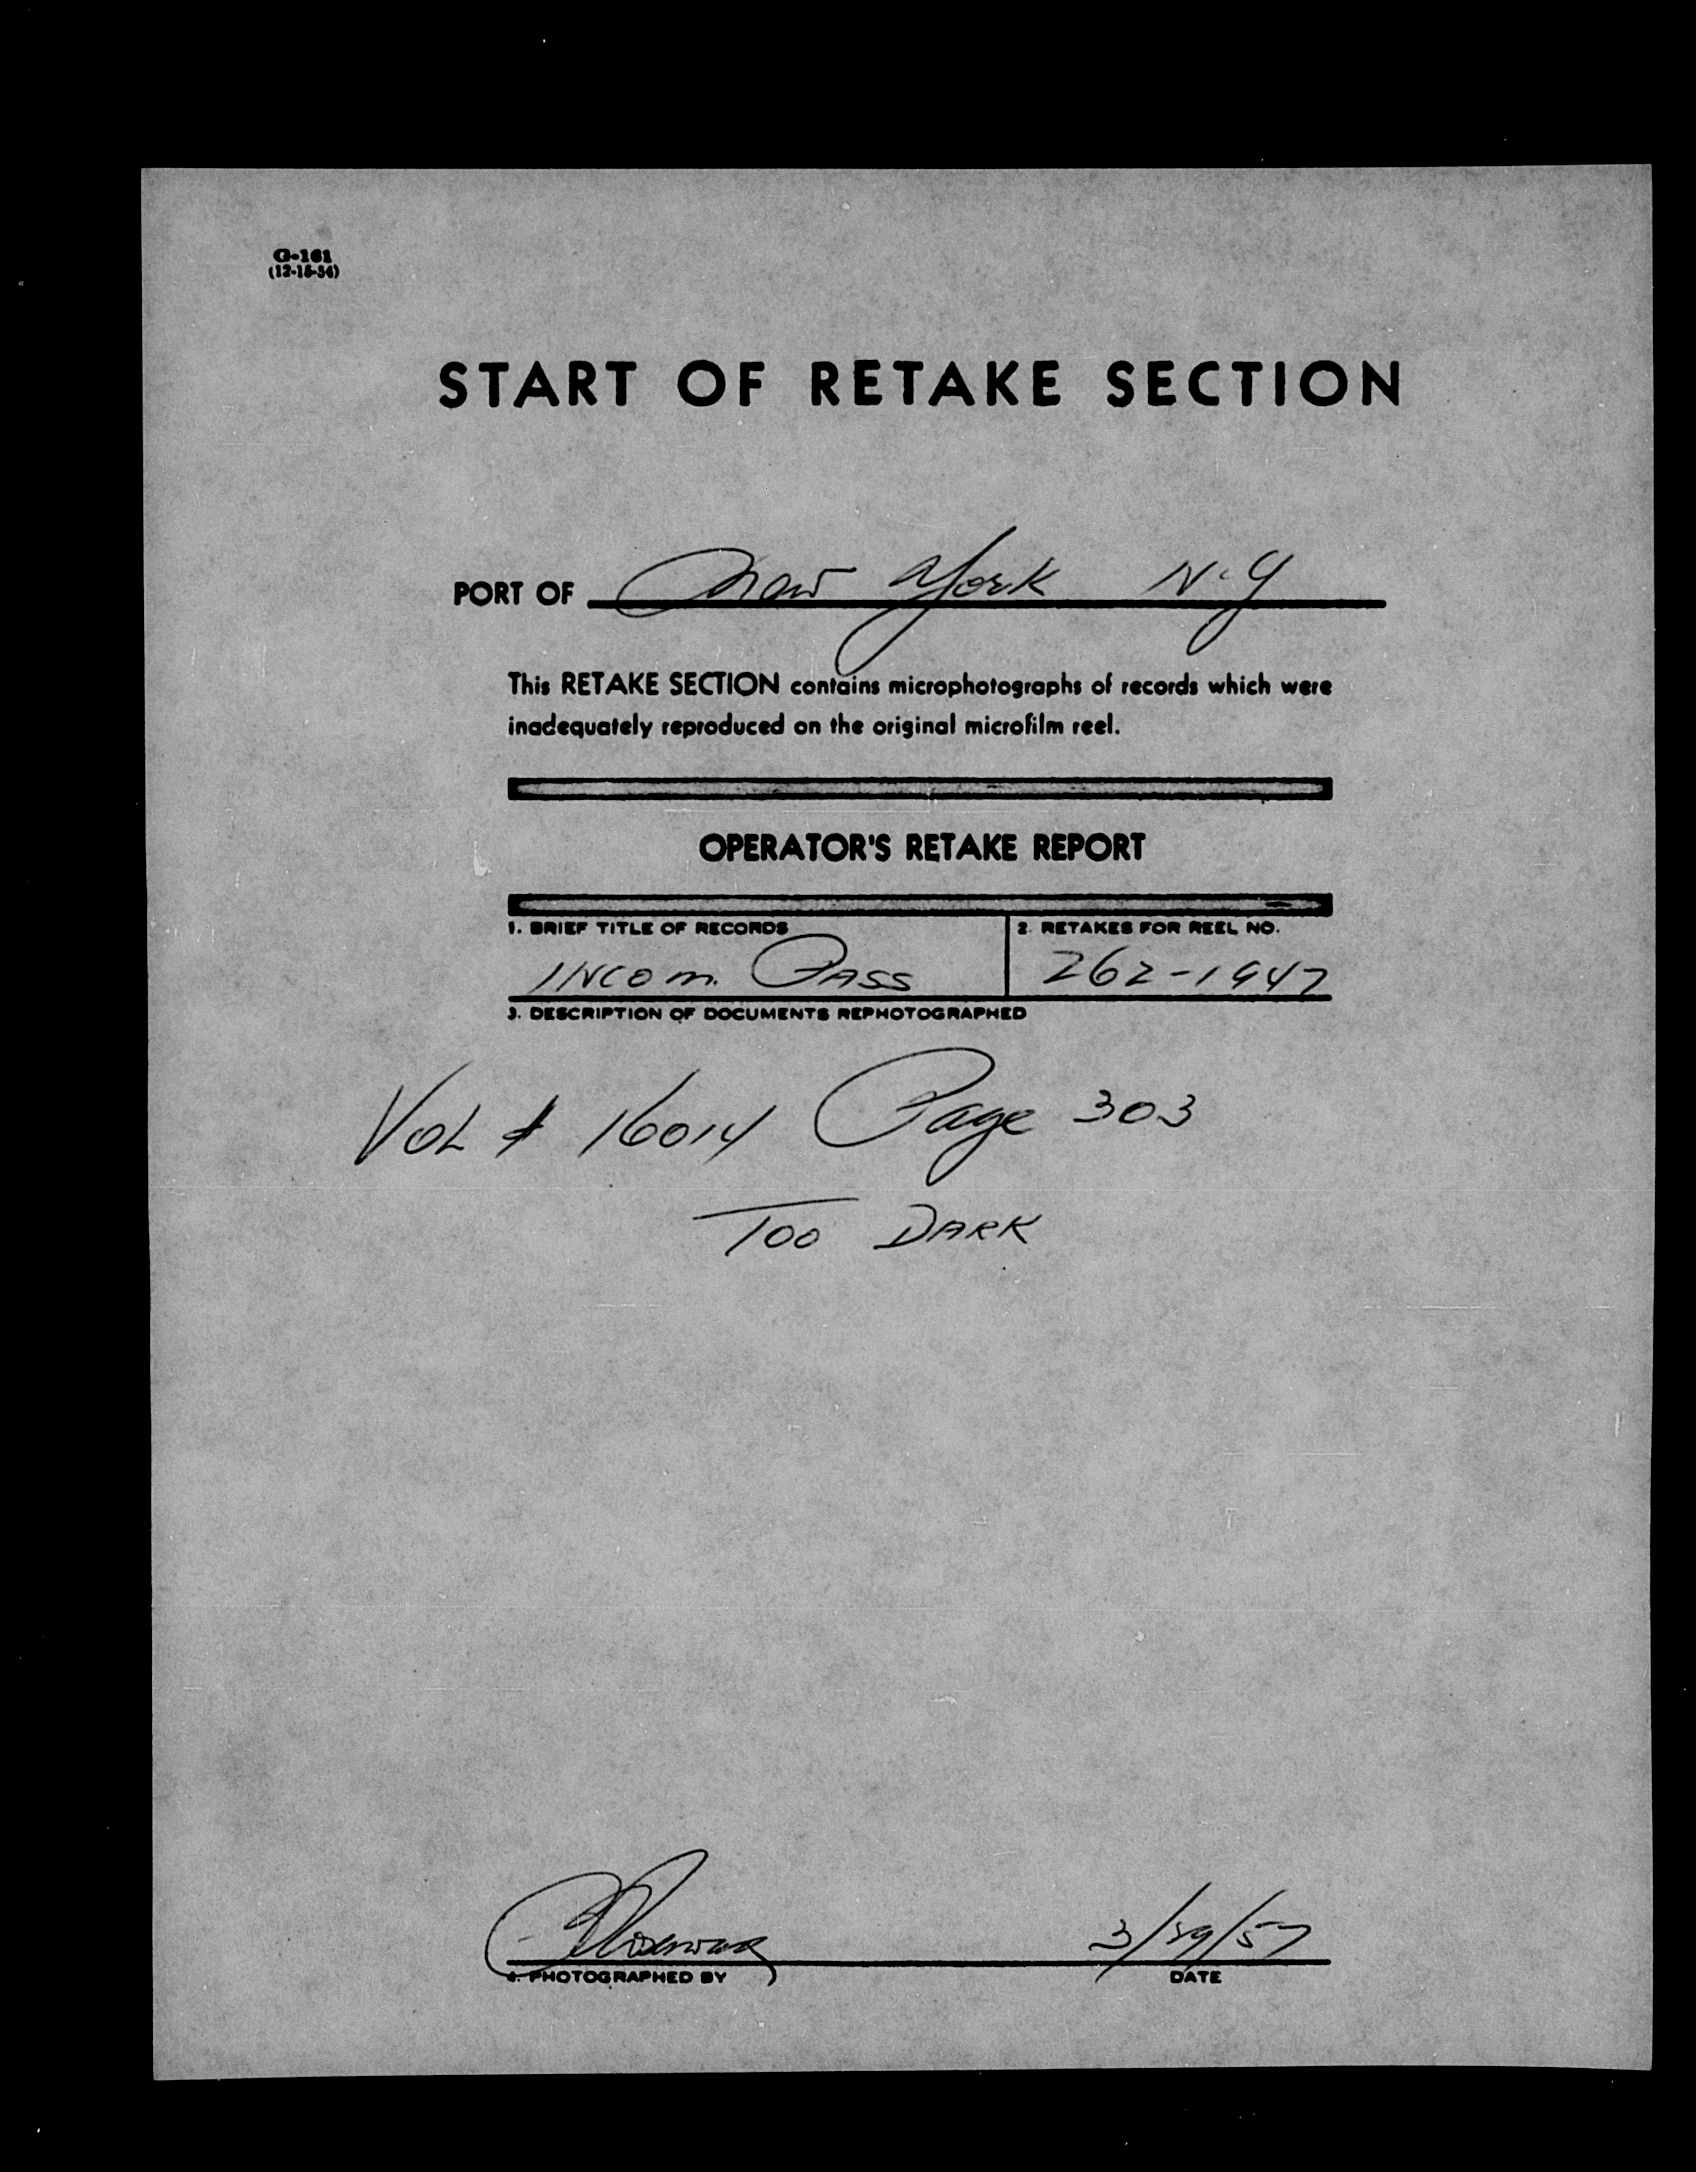 G-161
(12-15-54)
START OF RETAKE SECTION
PORT OF New York N.Y
This RETAKE SECTION contains microphotographs of records which were
inadequately reproduced on the original microfilm reel.
OPERATOR'S RETAKE REPORT
1. BRIEF TITLE OF RECORDS
INCOM. PASS
2. RETAKES FOR REEL NO.
262-1947
3. DESCRIPTION OF DOCUMENTS REPHOTOGRAPHED
VOL # 16014 Page 303
TOO DARK
3/29/57
4. PHOTOGRAPHED BY
DATE